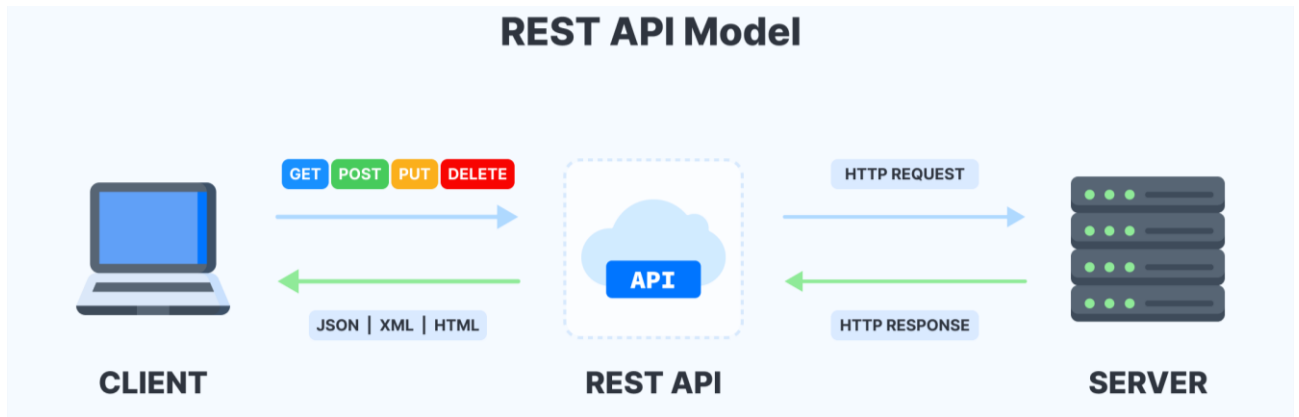 REST API Model
GET POST PUT DELETE
HTTP REQUEST
API
JSON | XML | HTML
HTTP RESPONSE
CLIENT
REST API
SERVER